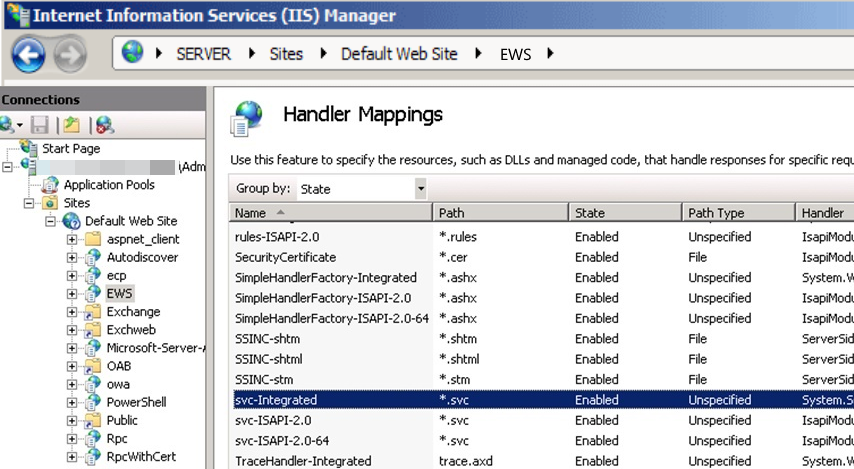 Internet Information Services (IIS) Manager
SERVER Sites Default Web Site EWS
Connections
Start Page
\Adm
Application Pools
Sites
Default Web Site
aspnet_client
Autodiscover
ecp
EWS
Exchange
Exchweb
Microsoft-Server-A
OAB
owa
PowerShell
Public
Rpc
RpcWithCert
Handler Mappings
Use this feature to specify the resources, such as DLLs and managed code, that handle responses for specific requ
Group by: State
Name Path State Path Type Handler
rules-ISAPI-2.0 *.rules Enabled Unspecified IsapiModu
SecurityCertificate *.cer Enabled File IsapiModu
SimpleHandlerFactory-Integrated *.ashx Enabled Unspecified System.W
SimpleHandlerFactory-ISAPI-2.0 *.ashx Enabled Unspecified IsapiModu
SimpleHandlerFactory-ISAPI-2.0-64 *.ashx Enabled Unspecified IsapiModu
SSINC-shtm *.shtm Enabled File ServerSid
SSINC-shtml *.shtml Enabled File ServerSid
SSINC-stm *.stm Enabled File ServerSid
svc-Integrated *.svc Enabled Unspecified System.S
svc-ISAPI-2.0 *.svc Enabled Unspecified IsapiModu
svc-ISAPI-2.0-64 *.svc Enabled Unspecified IsapiModu
TraceHandler-Integrated trace.axd Enabled Unspecified System.W